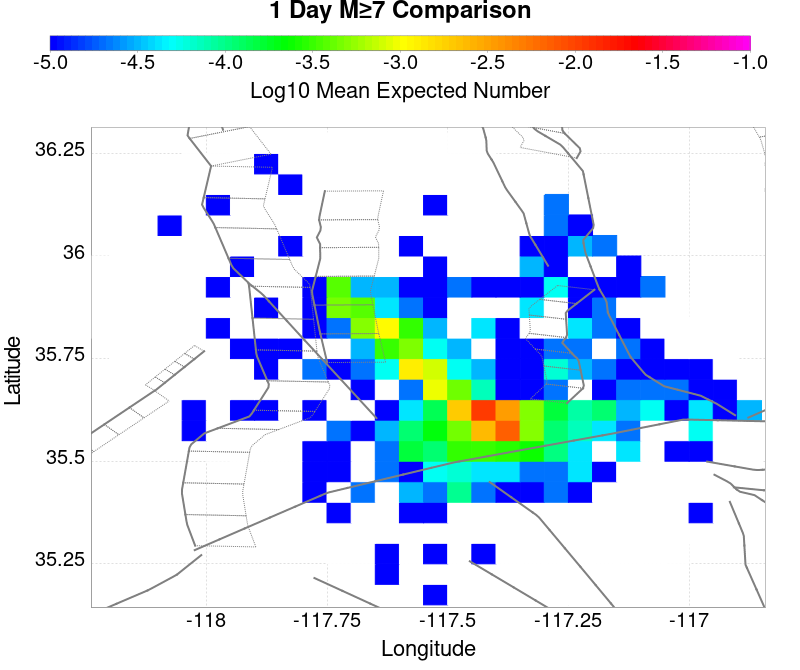 1 Day M≥7 Comparison
-5.0 -4.5 -4.0 -3.5 -3.0 -2.5 -2.0 -1.5 -1.0
Log10 Mean Expected Number
36.25
36
35.75
35.5
35.25
Latitude
-118 -117.75 -117.5 -117.25 -117
Longitude